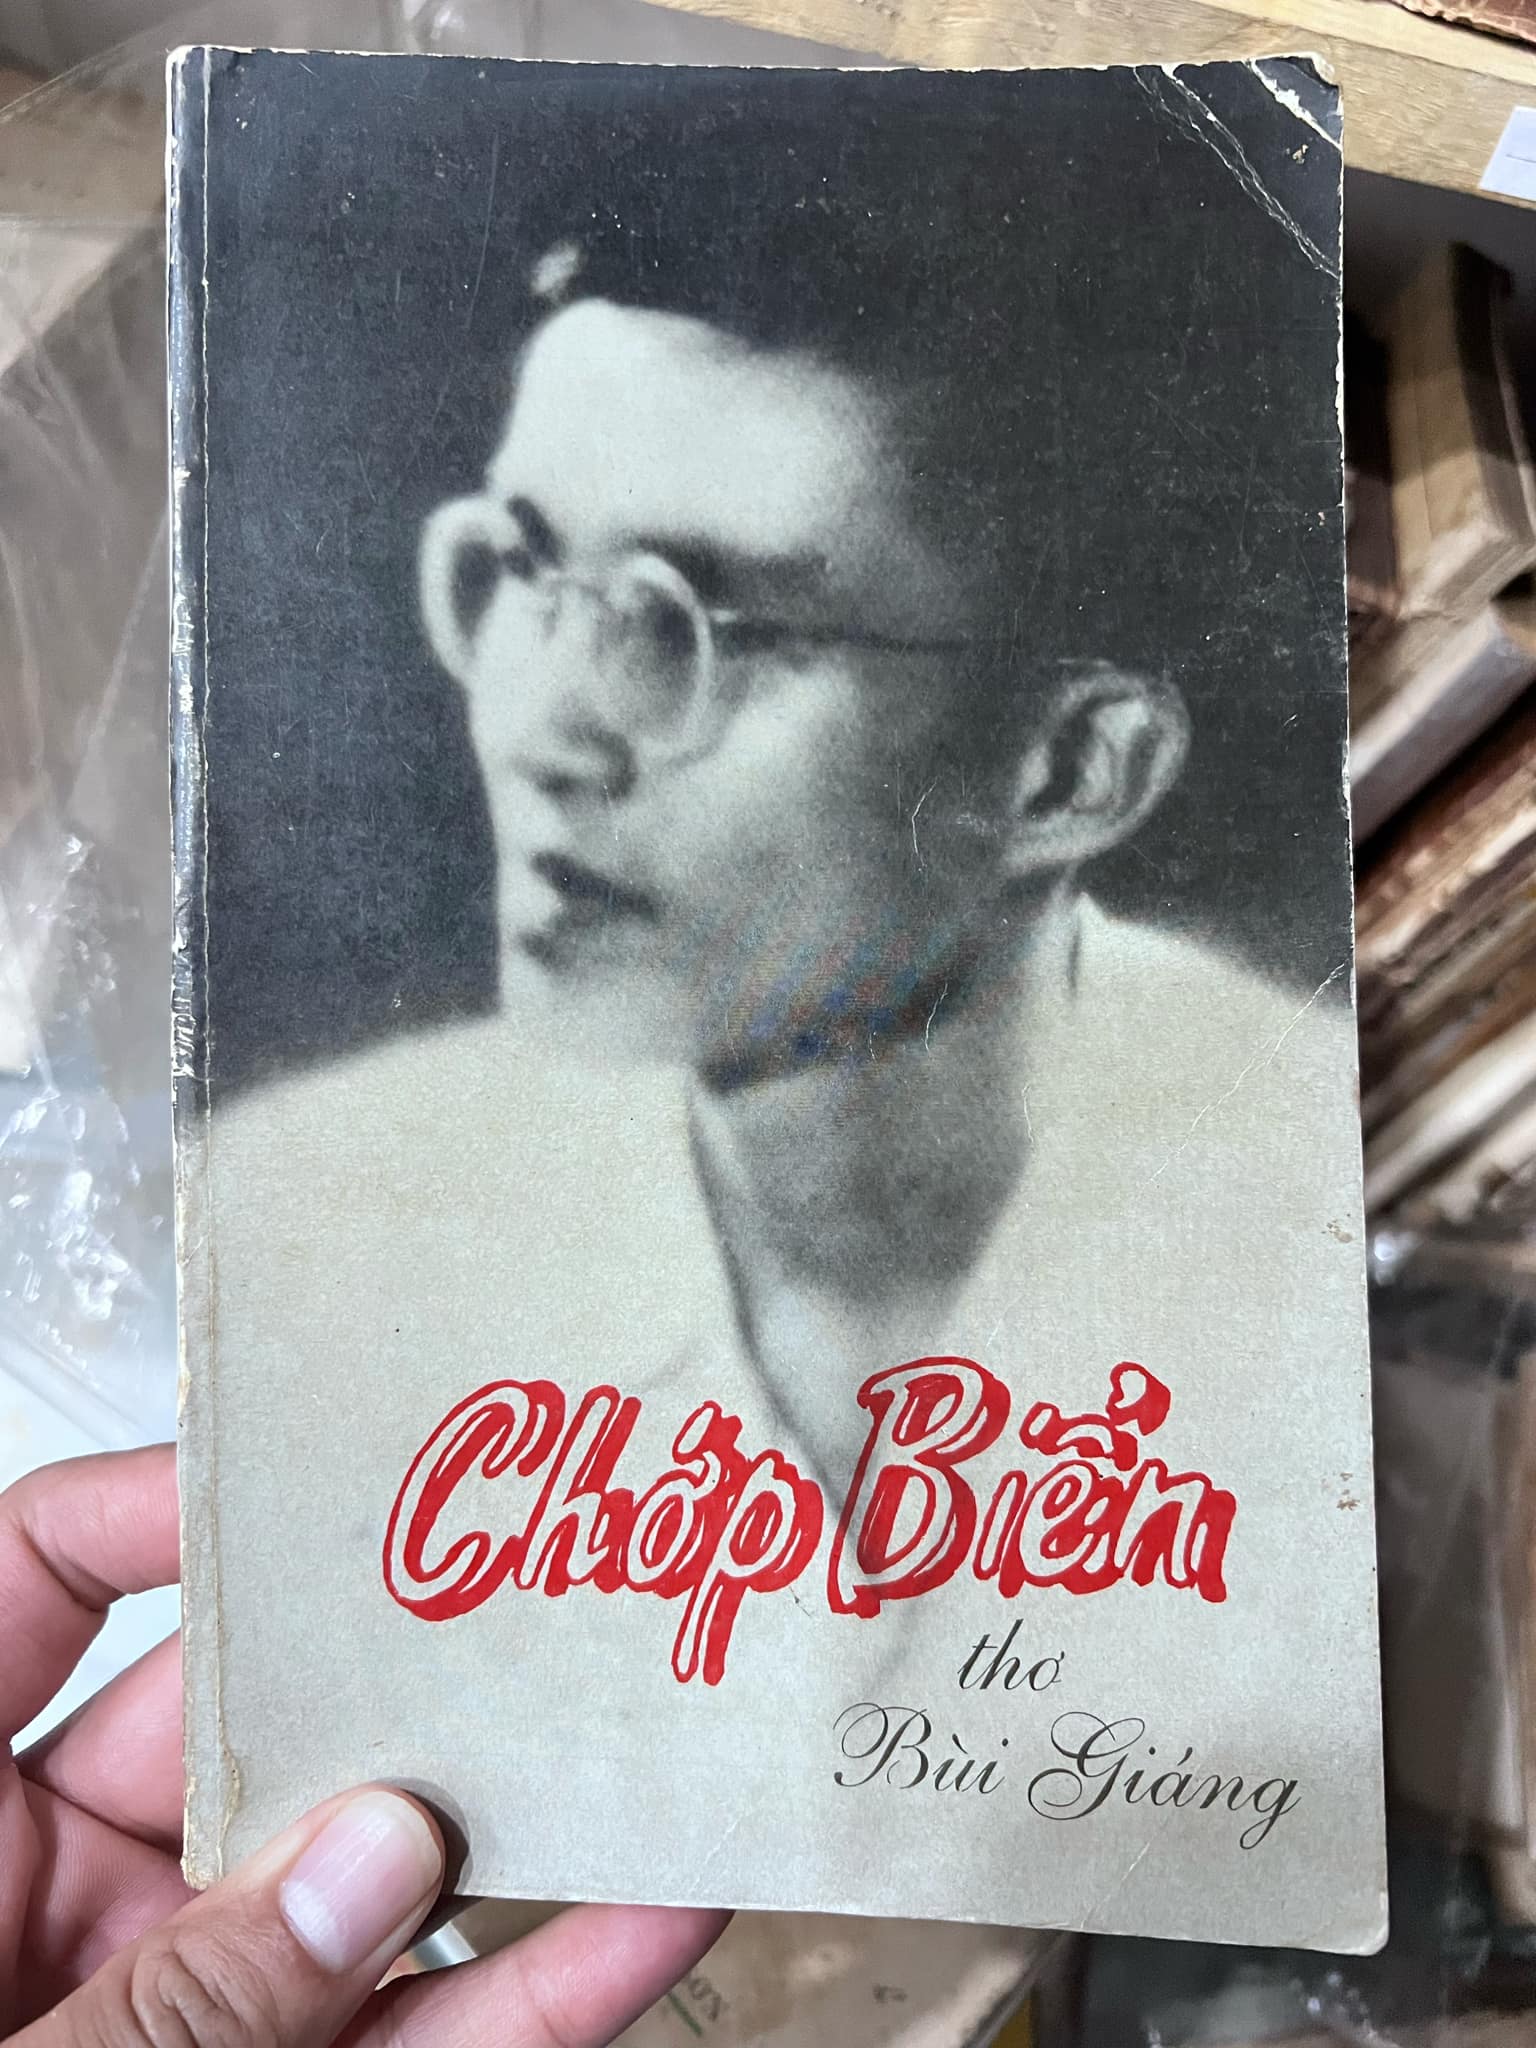 Chớp Biển
thơ
Bùi Giáng